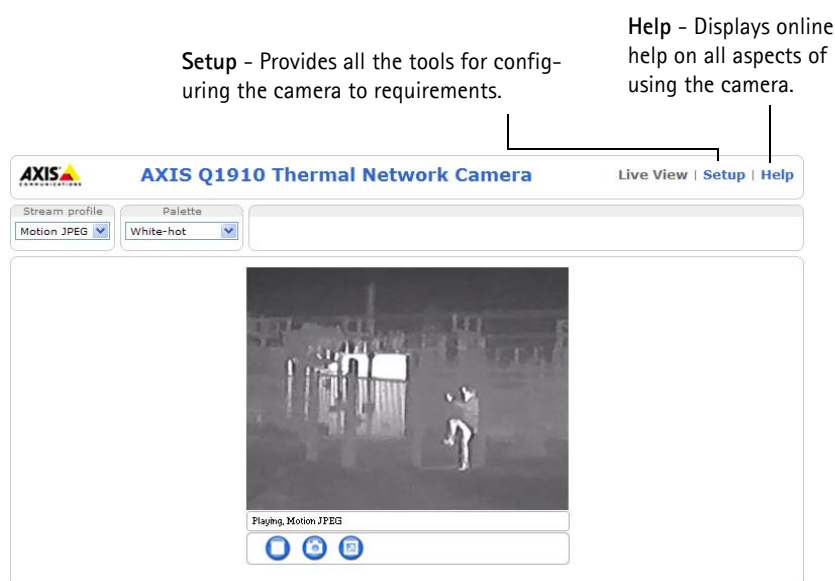 Help - Displays online
help on all aspects of
using the camera.
Setup - Provides all the tools for config-
uring the camera to requirements.
AXIS
COMMUNICATIONS
AXIS Q1910 Thermal Network Camera
Live View | Setup | Help
Stream profile
Palette
Motion JPEG
White-hot
Playing, Motion JPEG